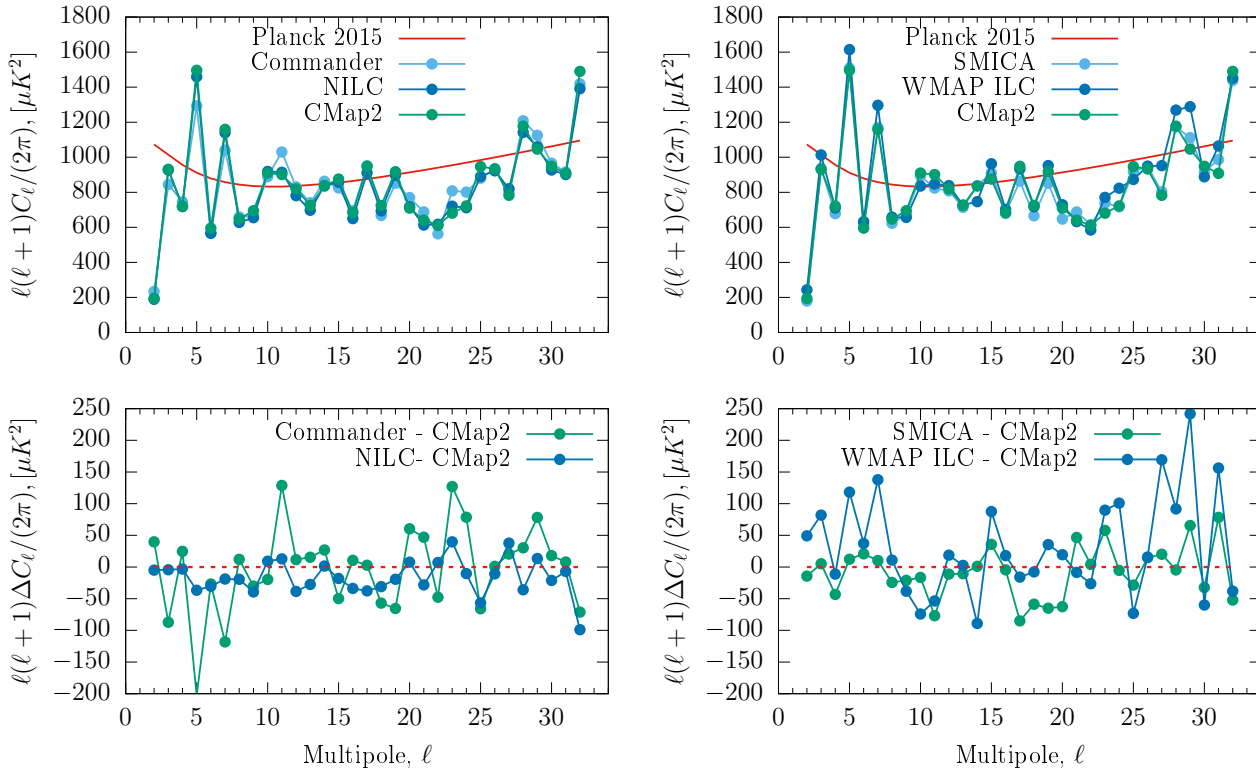 1800
1600
1400
1200
1000
800
600
400
200
0
0 5 10 15 20 25 30
ℓ(ℓ + 1)Cℓ/(2π), [μK²]
Planck 2015
Commander
NILC
CMap2
1800
1600
1400
1200
1000
800
600
400
200
0
0 5 10 15 20 25 30
ℓ(ℓ + 1)Cℓ/(2π), [μK²]
Planck 2015
SMICA
WMAP ILC
CMap2
250
200
150
100
50
0
−50
−100
−150
−200
0 5 10 15 20 25 30
ℓ(ℓ + 1)ΔCℓ/(2π), [μK²]
Multipole, ℓ
Commander - CMap2
NILC- CMap2
250
200
150
100
50
0
−50
−100
−150
−200
0 5 10 15 20 25 30
ℓ(ℓ + 1)ΔCℓ/(2π), [μK²]
Multipole, ℓ
SMICA - CMap2
WMAP ILC - CMap2